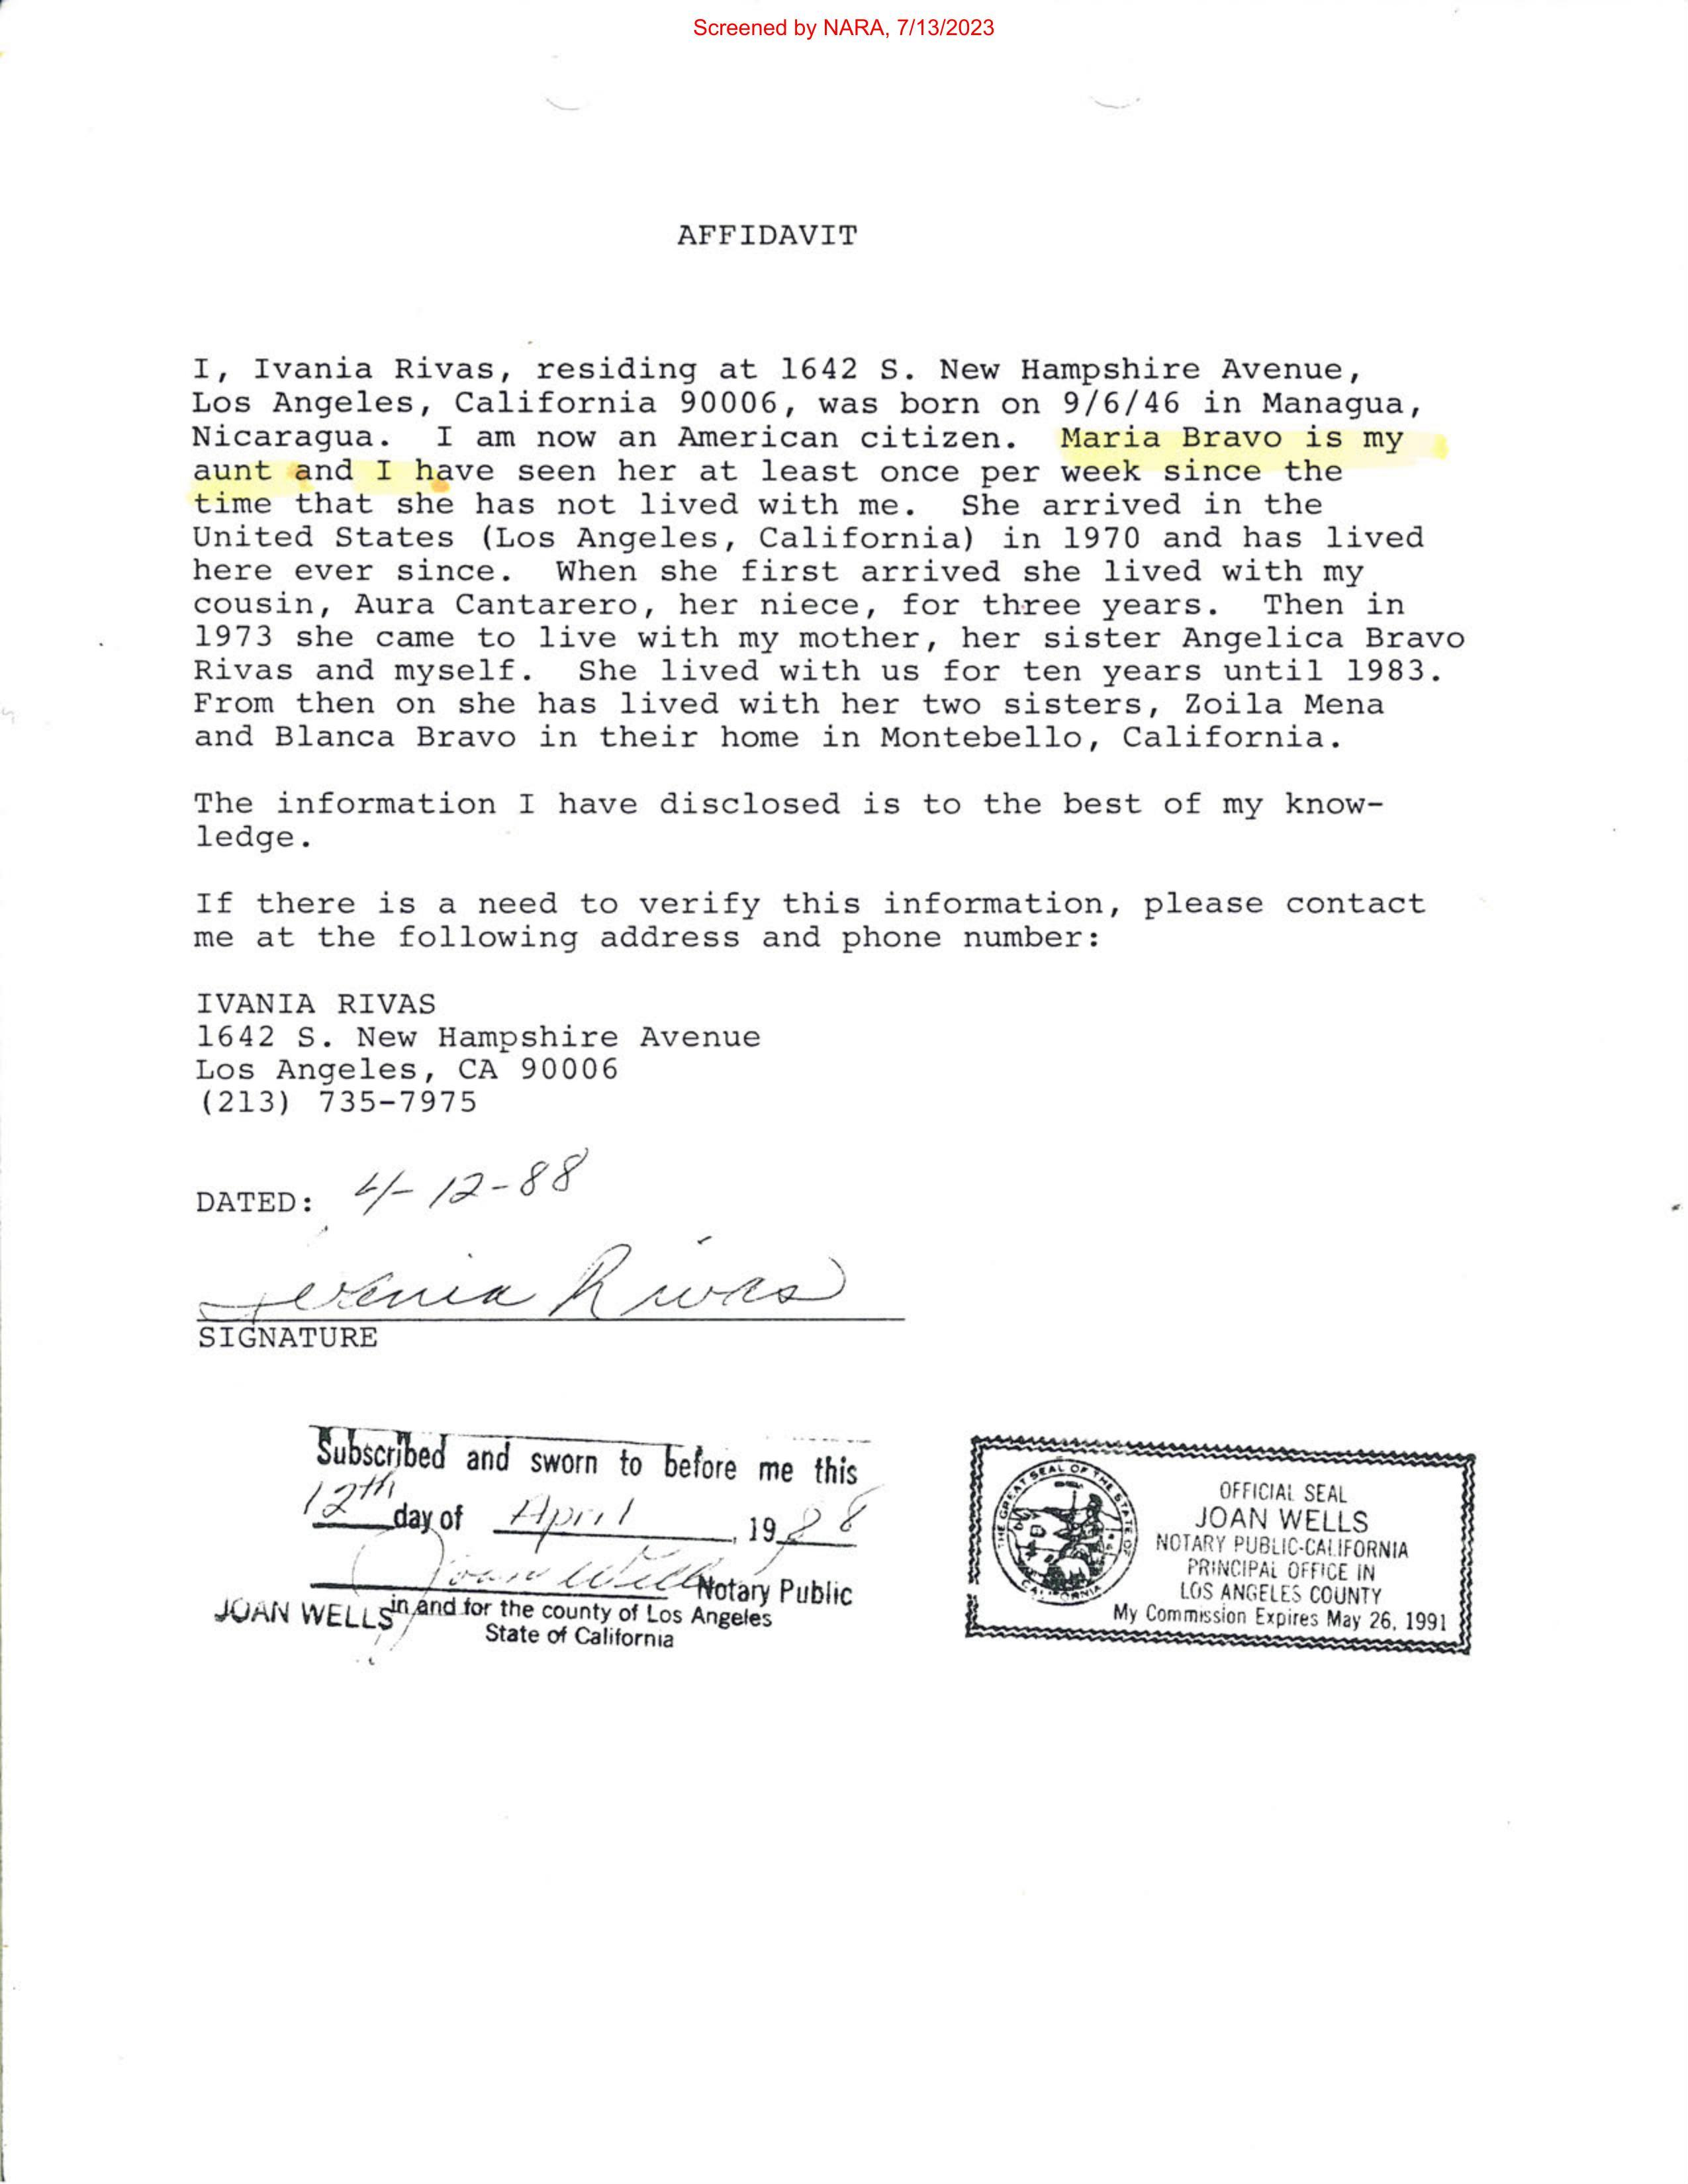 Screened by NARA, 7/13/2023
AFFIDAVIT
I, Ivania Rivas, residing at 1642 S. New Hampshire Avenue,
Los Angeles, California 90006, was born on 9/6/46 in Managua,
Nicaragua. I am now an American citizen. Maria Bravo is my
aunt and I have seen her at least once per week since the
time that she has not lived with me. She arrived in the
United States (Los Angeles, California) in 1970 and has lived
here ever since. When she first arrived she lived with my
cousin, Aura Cantarero, her niece, for three years. Then in
1973 she came to live with my mother, her sister Angelica Bravo
Rivas and myself. She lived with us for ten years until 1983.
From then on she has lived with her two sisters, Zoila Mena
and Blanca Bravo in their home in Montebello, California.
The information I have disclosed is to the best of my know-
ledge.
If there is a need to verify this information, please contact
me at the following address and phone number:
IVANIA RIVAS
1642 S. New Hampshire Avenue
Los Angeles, CA 90006
(213) 735-7975
DATED: 4-12-88
Ivania Rivas
SIGNATURE
Subscribed and sworn to before me this
12th day of April, 1988
Joan Wells Notary Public
JOAN WELLS in and for the county of Los Angeles
State of California
THE GREAT SEAL OF THE STATE OF CALIFORNIA
OFFICIAL SEAL
JOAN WELLS
NOTARY PUBLIC-CALIFORNIA
PRINCIPAL OFFICE IN
LOS ANGELES COUNTY
My Commission Expires May 26, 1991